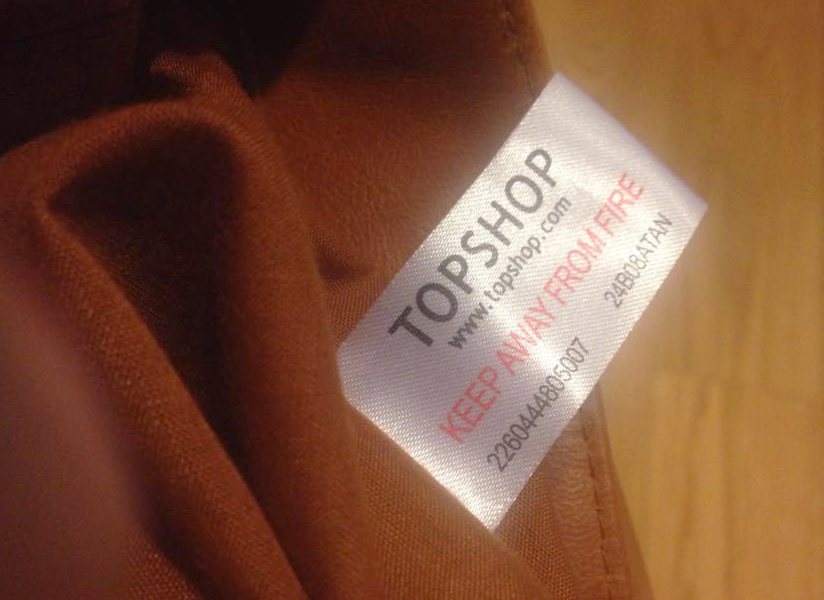 TOPSHOP
www.topshop.com
KEEP AWAY FROM FIRE
2260444805007 24B08ATAN